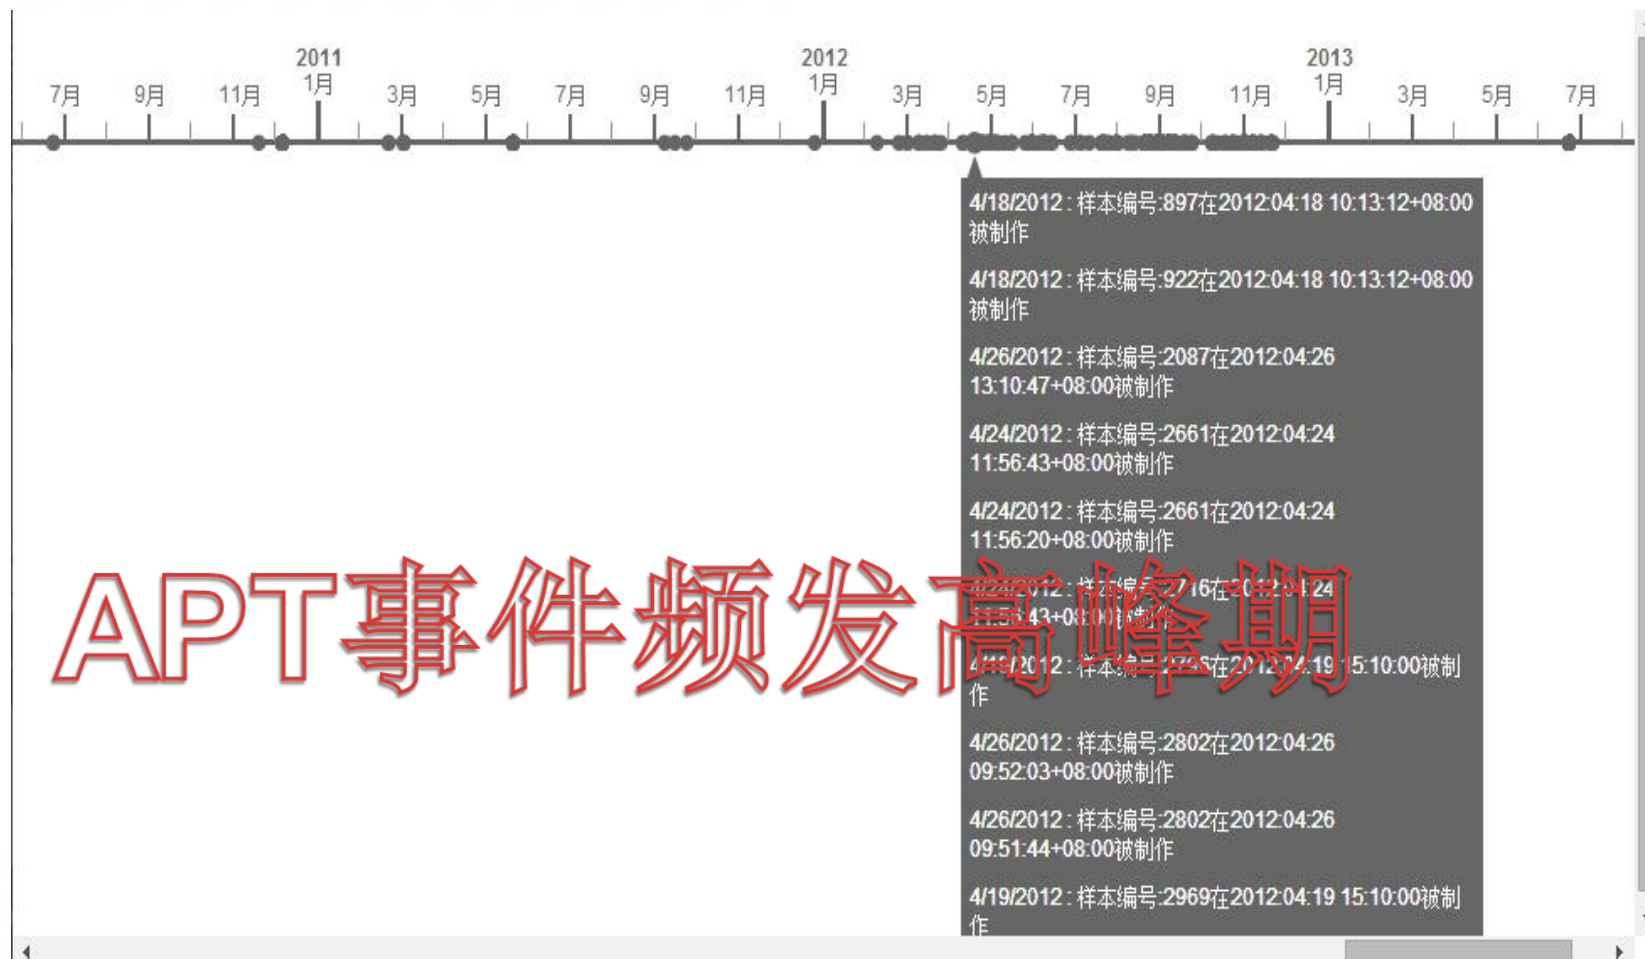 2011
2012
2013
7月 9月 11月 1月 3月 5月 7月 9月 11月 1月 3月 5月 7月 9月 11月 1月 3月 5月 7月
4/18/2012 : 样本编号:897在2012:04:18 10:13:12+08:00
被制作
4/18/2012 : 样本编号:922在2012:04:18 10:13:12+08:00
被制作
4/26/2012 : 样本编号:2087在2012:04:26
13:10:47+08:00被制作
4/24/2012 : 样本编号:2661在2012:04:24
11:56:43+08:00被制作
4/24/2012 : 样本编号:2661在2012:04:24
11:56:20+08:00被制作
APT事件频发高峰期
4/26/2012 : 样本编号:2802在2012:04:26
09:52:03+08:00被制作
4/26/2012 : 样本编号:2802在2012:04:26
09:51:44+08:00被制作
4/19/2012 : 样本编号:2969在2012:04:19 15:10:00被制
作